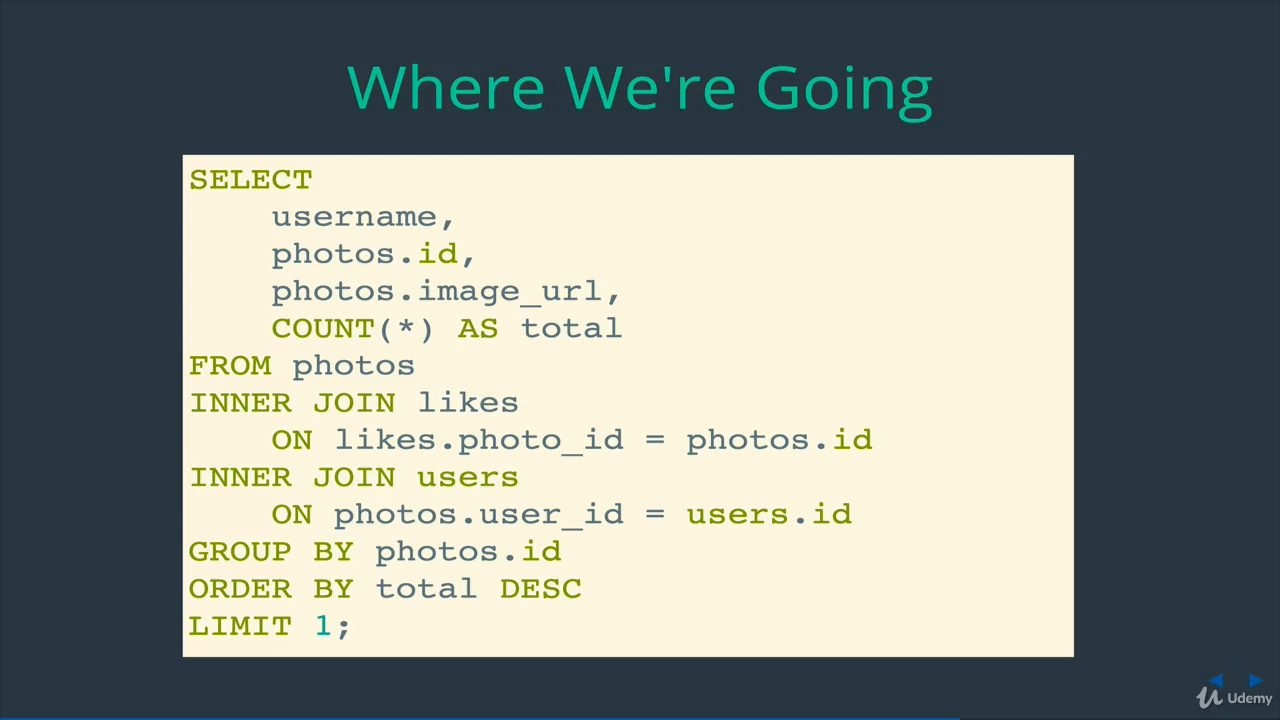 Where We're Going
SELECT
    username,
    photos.id,
    photos.image_url,
    COUNT(*) AS total
FROM photos
INNER JOIN likes
    ON likes.photo_id = photos.id
INNER JOIN users
    ON photos.user_id = users.id
GROUP BY photos.id
ORDER BY total DESC
LIMIT 1;
Udemy